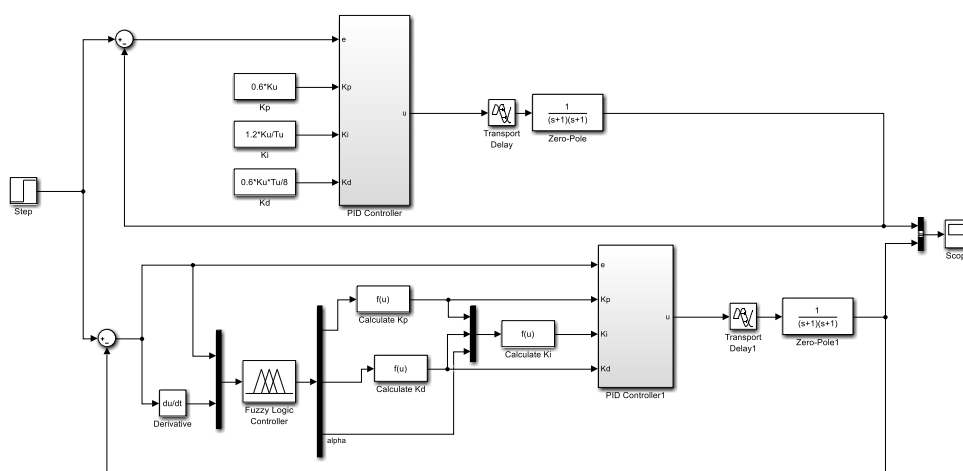 e
0.6*Ku
Kp
Kp
1.2*Ku/Tu
Ki
Ki
0.6*Ku*Tu/8
Kd
Kd
u
PID Controller
Transport
Delay
1
(s+1)(s+1)
Zero-Pole
Step
Scop
e
f(u)
Calculate Kp
Kp
f(u)
Calculate Ki
Ki
f(u)
Calculate Kd
Kd
u
PID Controller1
Transport
Delay1
1
(s+1)(s+1)
Zero-Pole1
du/dt
Derivative
Fuzzy Logic
Controller
alpha